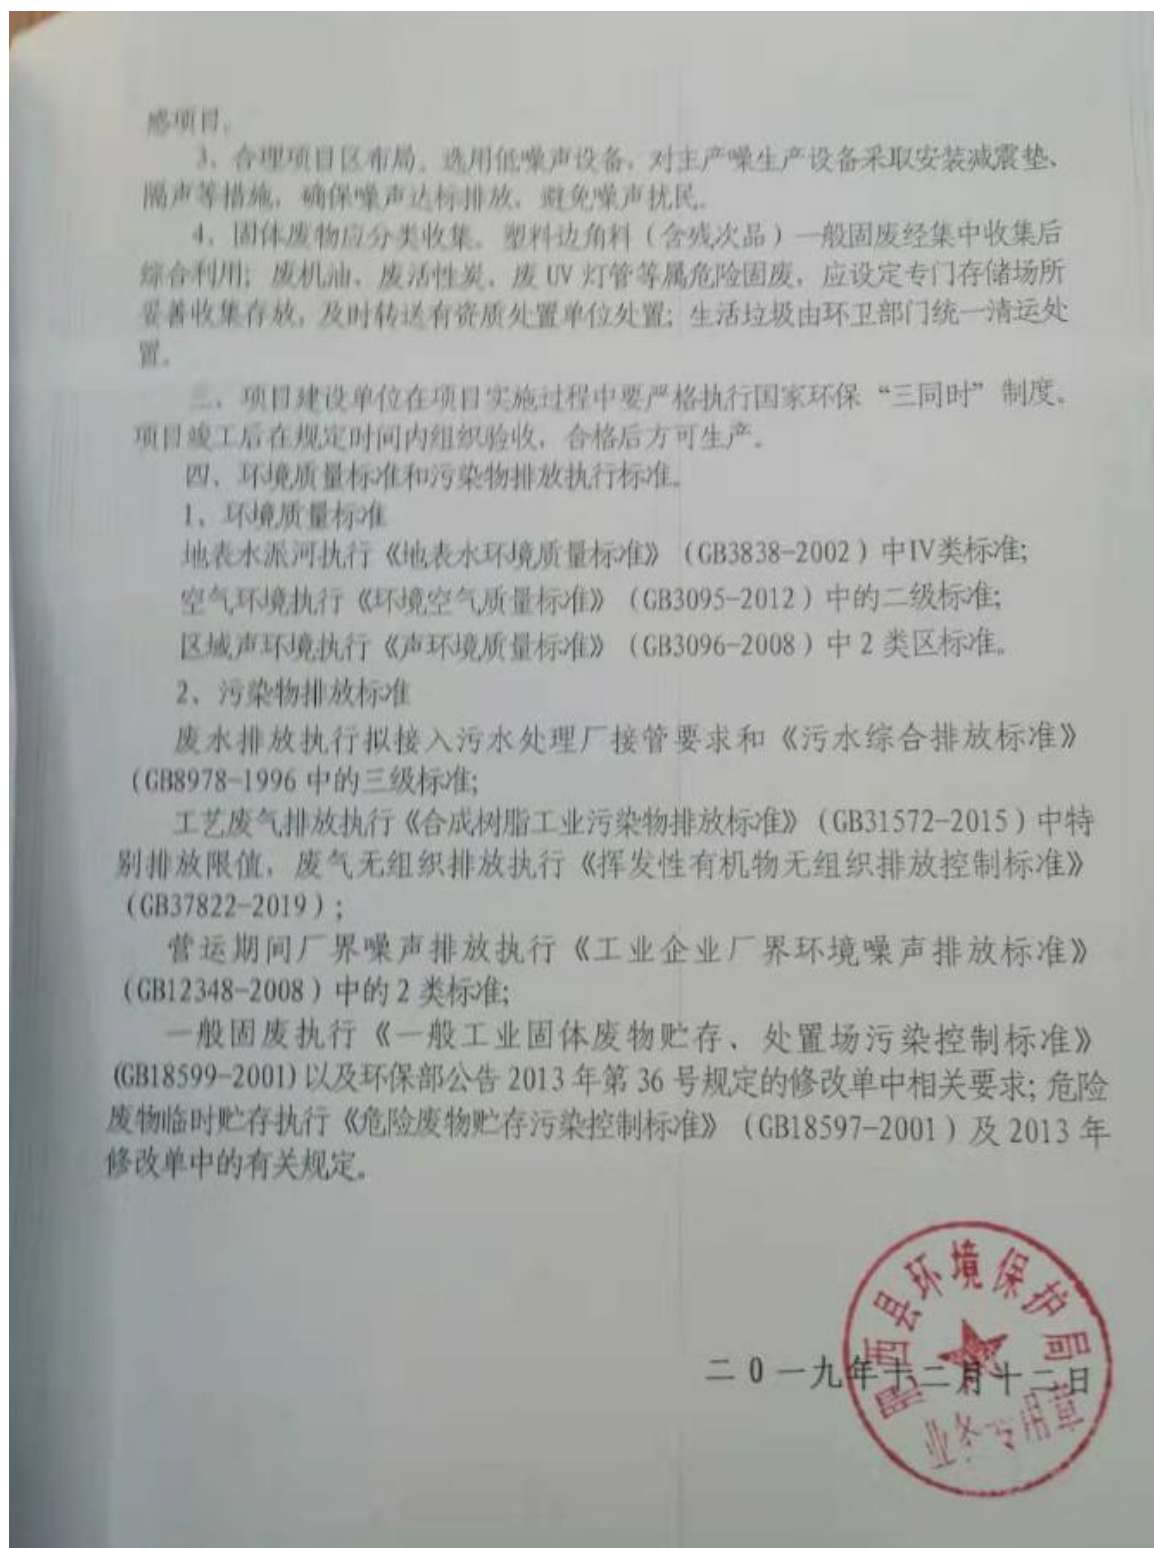 感项目。
3、合理项目区布局，选用低噪声设备，对主产噪生产设备采取安装减震垫、
隔声等措施，确保噪声达标排放，避免噪声扰民。
4、固体废物应分类收集。塑料边角料（含残次品）一般固废经集中收集后
综合利用；废机油、废活性炭、废UV灯管等属危险固废，应设定专门存储场所
妥善收集存放，及时转送有资质处置单位处置；生活垃圾由环卫部门统一清运处
置。
三、项目建设单位在项目实施过程中要严格执行国家环保“三同时”制度。
项目竣工后在规定时间内组织验收，合格后方可生产。
四、环境质量标准和污染物排放执行标准。
1、环境质量标准
地表水派河执行《地表水环境质量标准》（GB3838-2002）中IV类标准;
空气环境执行《环境空气质量标准》（GB3095-2012）中的二级标准;
区域声环境执行《声环境质量标准》（GB3096-2008）中2类区标准。
2、污染物排放标准
废水排放执行拟接入污水处理厂接管要求和《污水综合排放标准》
（GB8978-1996 中的三级标准;
工艺废气排放执行《合成树脂工业污染物排放标准》（GB31572-2015）中特
别排放限值，废气无组织排放执行《挥发性有机物无组织排放控制标准》
（GB37822-2019）;
营运期间厂界噪声排放执行《工业企业厂界环境噪声排放标准》
（GB12348-2008）中的2类标准;
一般固废执行《一般工业固体废物贮存、处置场污染控制标准》
(GB18599-2001)以及环保部公告2013年第36号规定的修改单中相关要求; 危险
废物临时贮存执行《危险废物贮存污染控制标准》（GB18597-2001）及2013年
修改单中的有关规定。
肥西县环境保护局
二0一九年十二月十二日
业务专用章